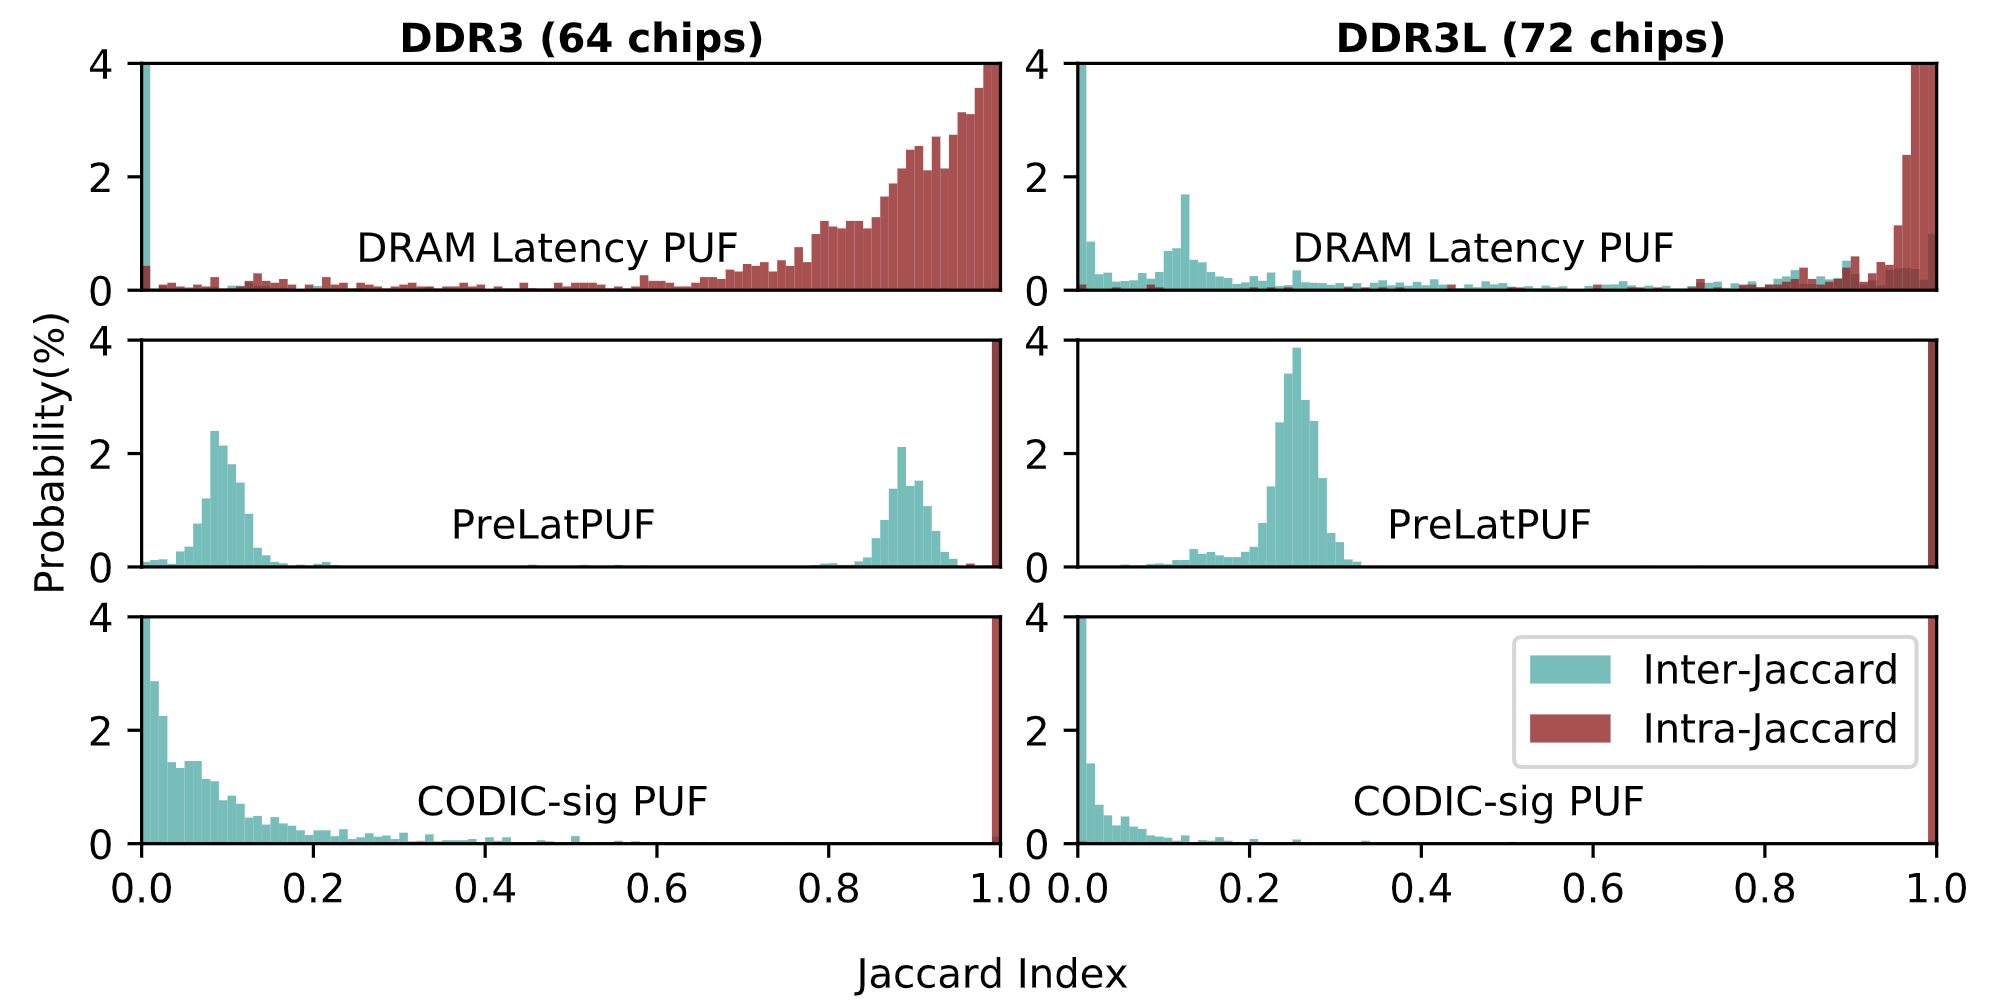 DDR3 (64 chips)
DDR3L (72 chips)
4
2
0
DRAM Latency PUF
4
2
0
DRAM Latency PUF
Probability(%)
4
2
0
PreLatPUF
4
2
0
PreLatPUF
4
2
0
CODIC-sig PUF
4
2
0
Inter-Jaccard
Intra-Jaccard
CODIC-sig PUF
0.0 0.2 0.4 0.6 0.8 1.0
0.0 0.2 0.4 0.6 0.8 1.0
Jaccard Index